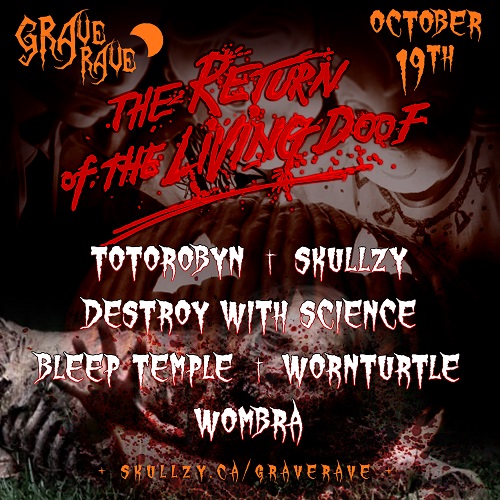 GRAVE
RAVE
OCTOBER
19TH
THE RETURN
OF THE LIVING DOOF
TOTOROBYN † SKULLZY
DESTROY WITH SCIENCE
BLEEP TEMPLE † WORNTURTLE
WOMBRA
+ SKULLZY.CA/GRAVERAVE +